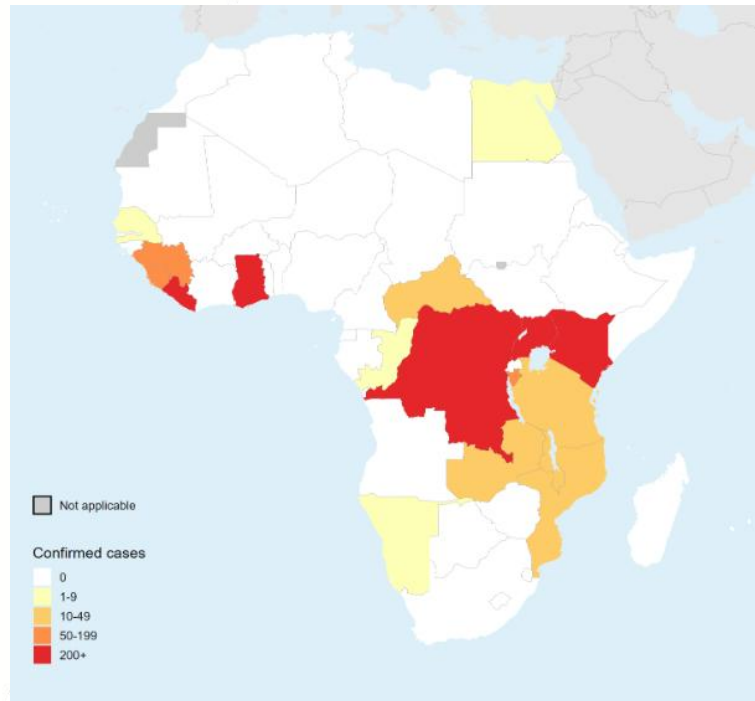 Not applicable
Confirmed cases
0
1-9
10-49
50-199
200+